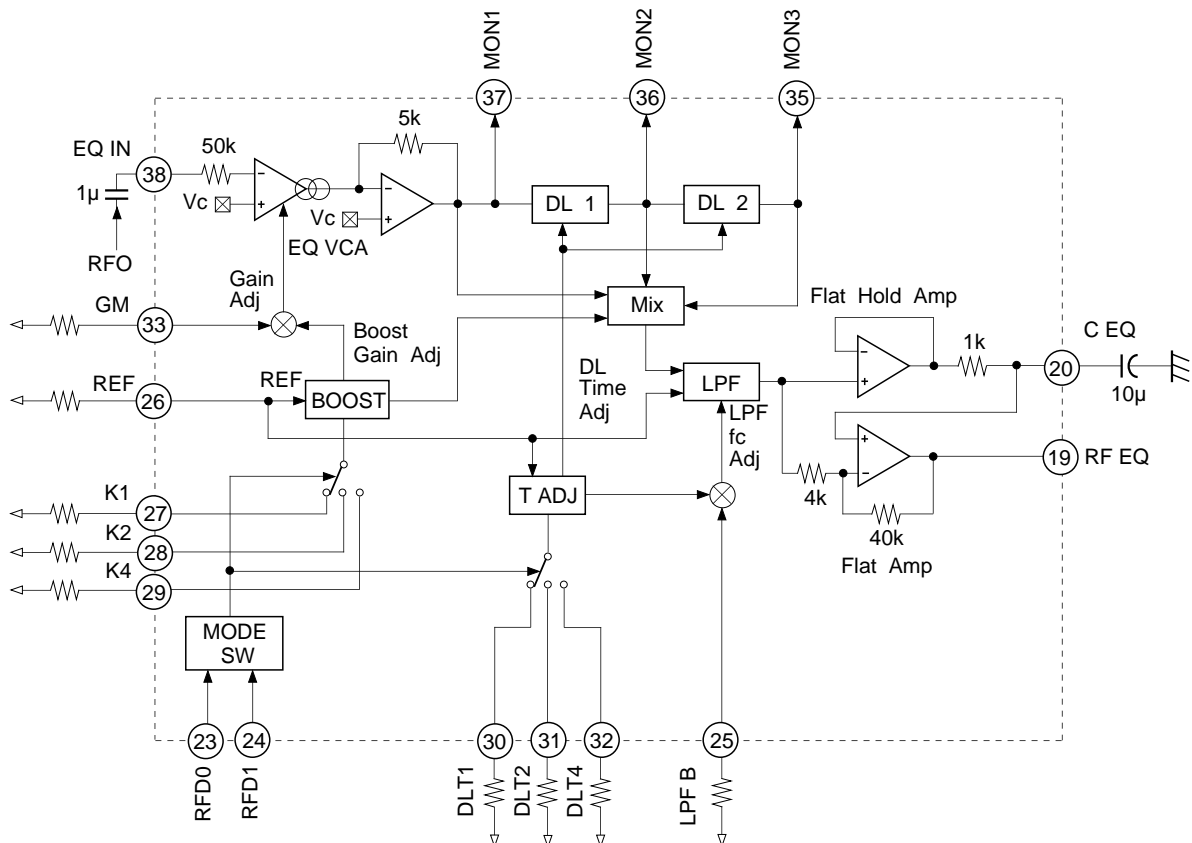 MON1
MON2
MON3
37
36
35
EQ IN
38
50k
5k
1µ
Vc
Vc
DL 1
DL 2
EQ VCA
RFO
Gain
Adj
GM
33
Mix
Flat Hold Amp
Boost
Gain Adj
1k
C EQ
20
10µ
REF
26
REF
BOOST
DL
Time
Adj
LPF
LPF
fc
Adj
19
RF EQ
4k
40k
Flat Amp
T ADJ
K1
27
K2
28
K4
29
MODE
SW
23
24
30
31
32
25
RFD0
RFD1
DLT1
DLT2
DLT4
LPF B